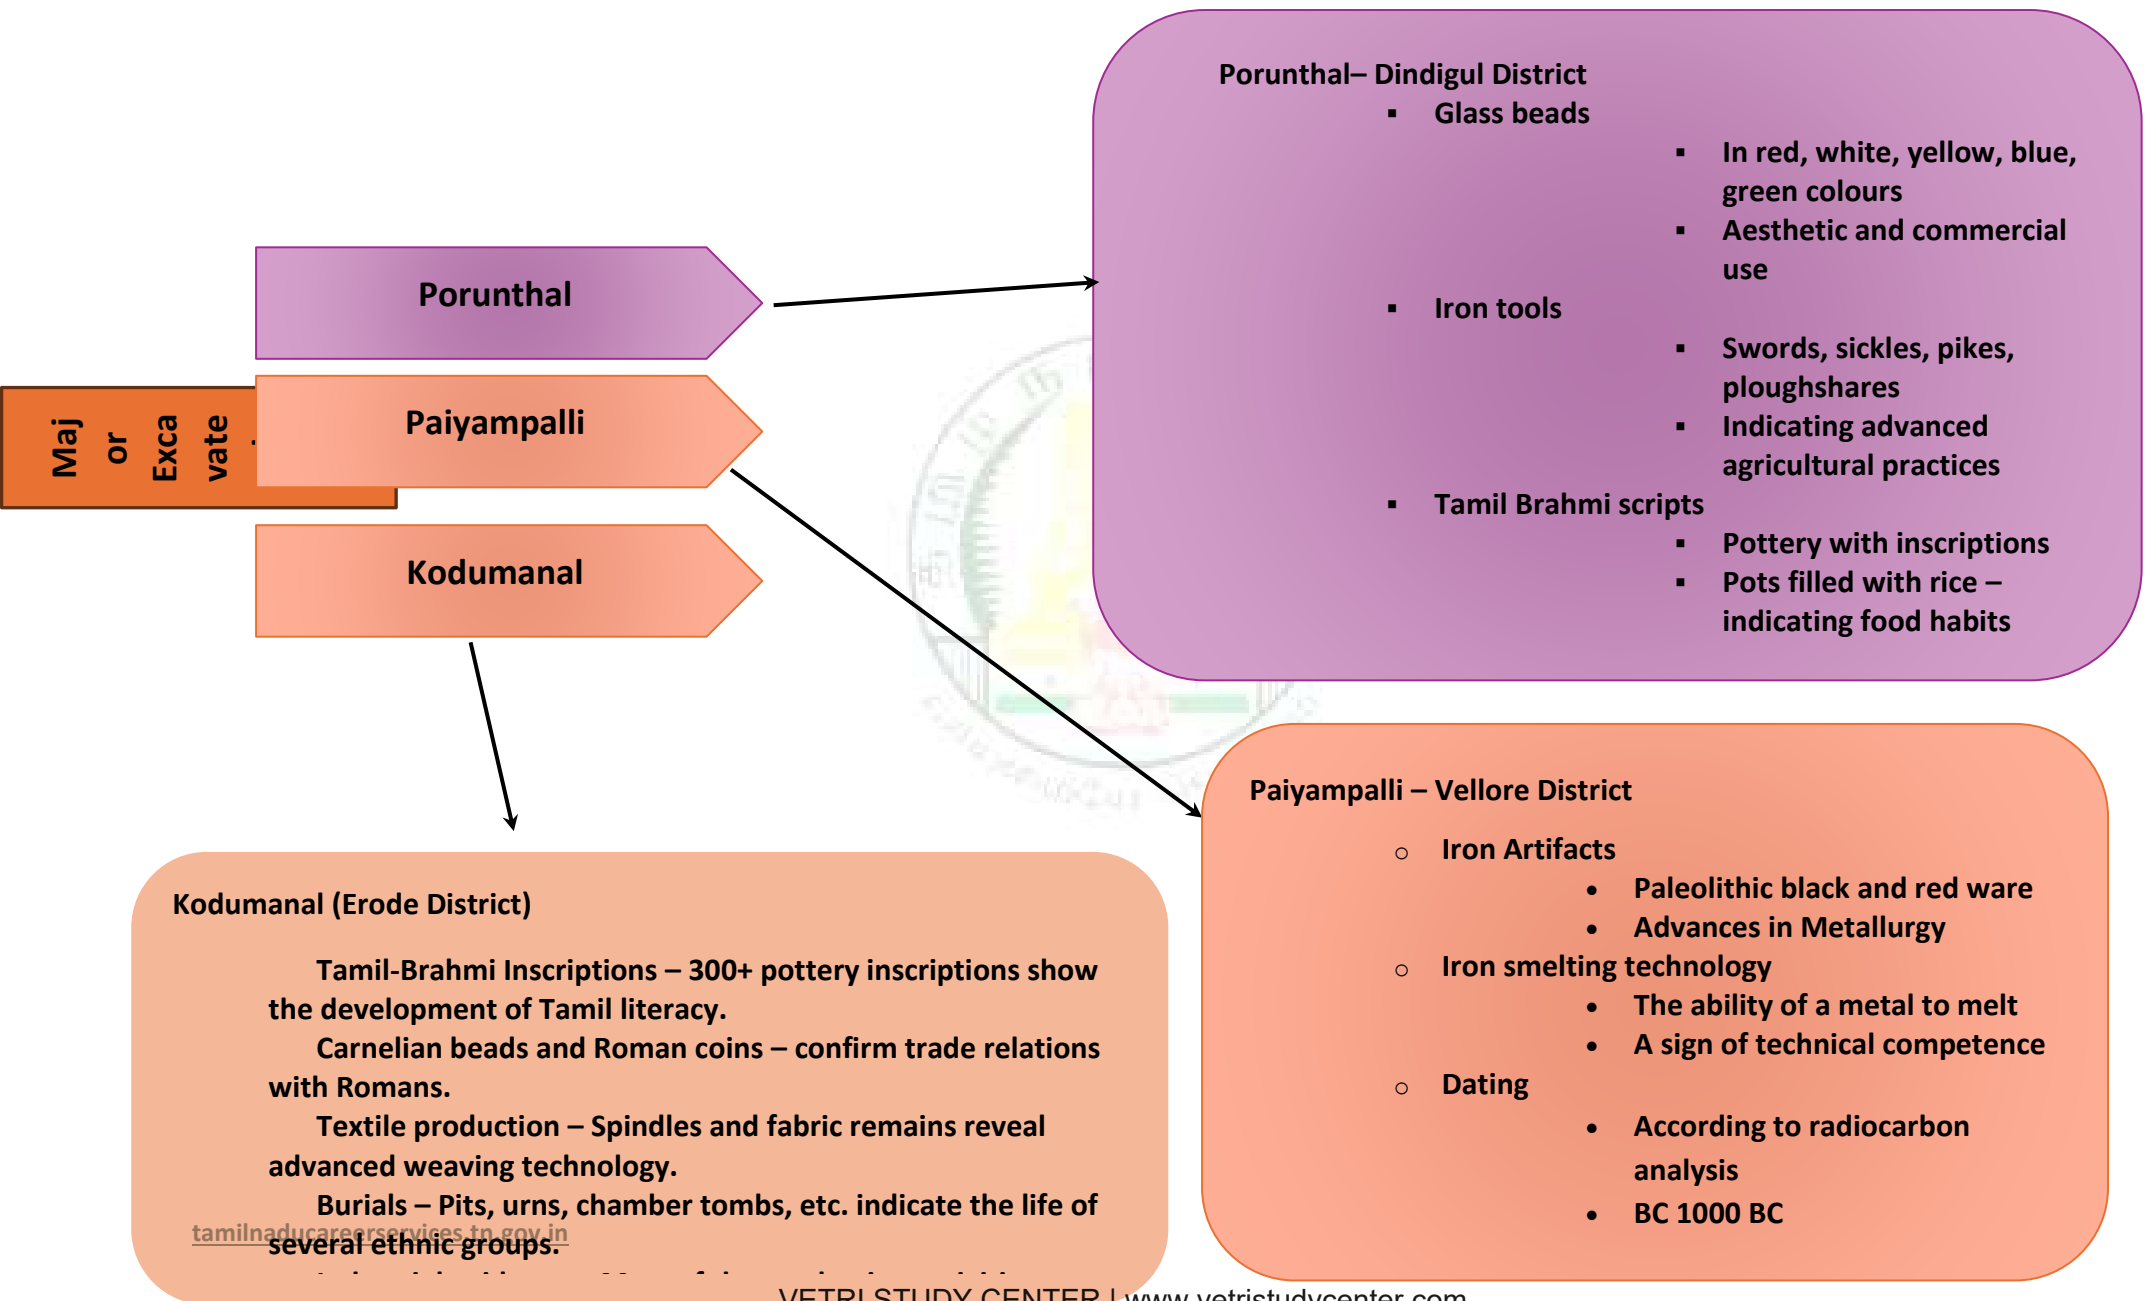 Porunthal– Dindigul District
▪ Glass beads
▪ In red, white, yellow, blue,
green colours
▪ Aesthetic and commercial
use
▪ Iron tools
▪ Swords, sickles, pikes,
ploughshares
▪ Indicating advanced
agricultural practices
▪ Tamil Brahmi scripts
▪ Pottery with inscriptions
▪ Pots filled with rice –
indicating food habits
Porunthal
Maj
or
Exca
vate
Paiyampalli
Kodumanal
Paiyampalli – Vellore District
o Iron Artifacts
• Paleolithic black and red ware
• Advances in Metallurgy
o Iron smelting technology
• The ability of a metal to melt
• A sign of technical competence
o Dating
• According to radiocarbon
analysis
• BC 1000 BC
Kodumanal (Erode District)
Tamil-Brahmi Inscriptions – 300+ pottery inscriptions show
the development of Tamil literacy.
Carnelian beads and Roman coins – confirm trade relations
with Romans.
Textile production – Spindles and fabric remains reveal
advanced weaving technology.
Burials – Pits, urns, chamber tombs, etc. indicate the life of
several ethnic groups.
tamilnaducareerservices.tn.gov.in
VETRI STUDY CENTER | www.vetristudycenter.com